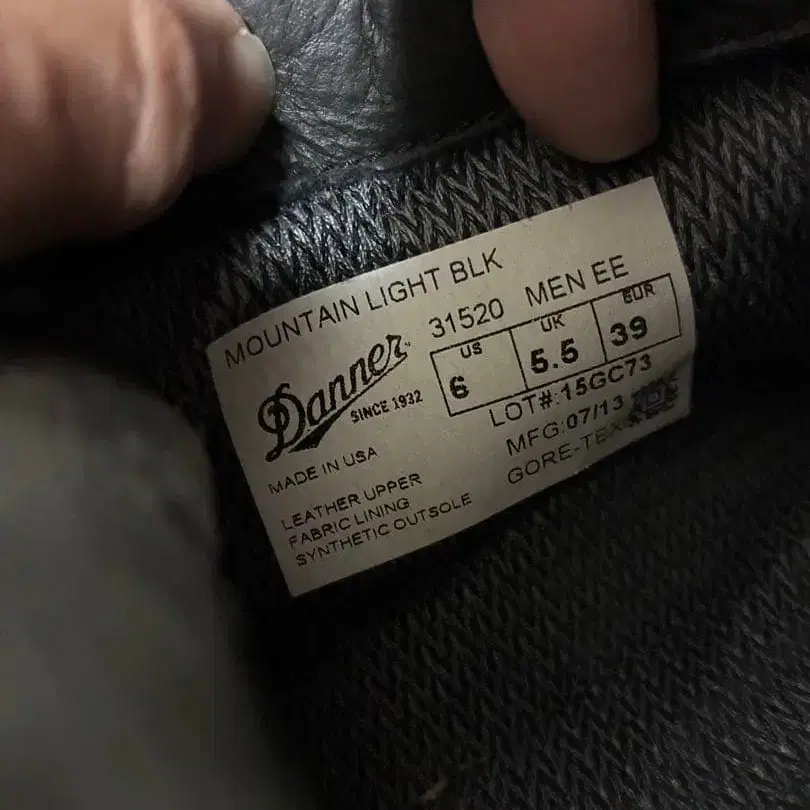 MOUNTAIN LIGHT BLK
31520 MEN EE
Danner
SINCE 1932
US UK EUR
6 5.5 39
LOT#:15GC73
MFG:07/13
GORE-TEX
MADE IN USA
LEATHER UPPER
FABRIC LINING
SYNTHETIC OUTSOLE